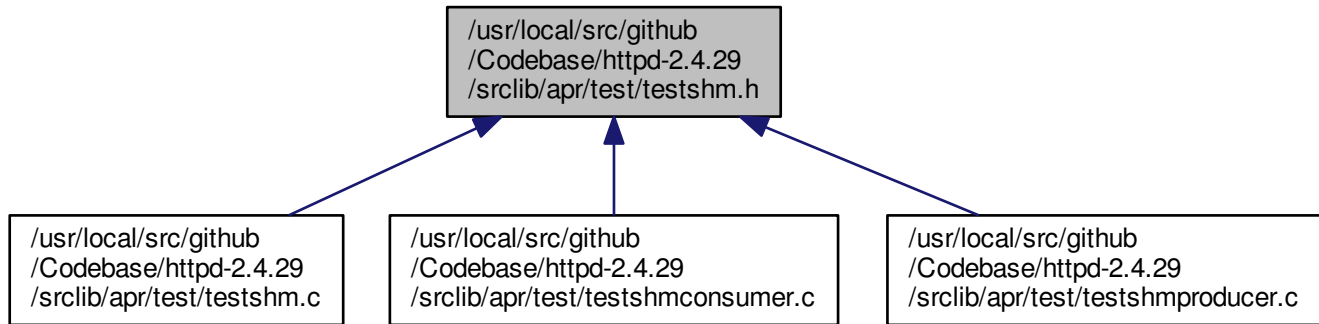 /usr/local/src/github
/Codebase/httpd-2.4.29
/srclib/apr/test/testshm.h
/usr/local/src/github
/Codebase/httpd-2.4.29
/srclib/apr/test/testshm.c
/usr/local/src/github
/Codebase/httpd-2.4.29
/srclib/apr/test/testshmconsumer.c
/usr/local/src/github
/Codebase/httpd-2.4.29
/srclib/apr/test/testshmproducer.c